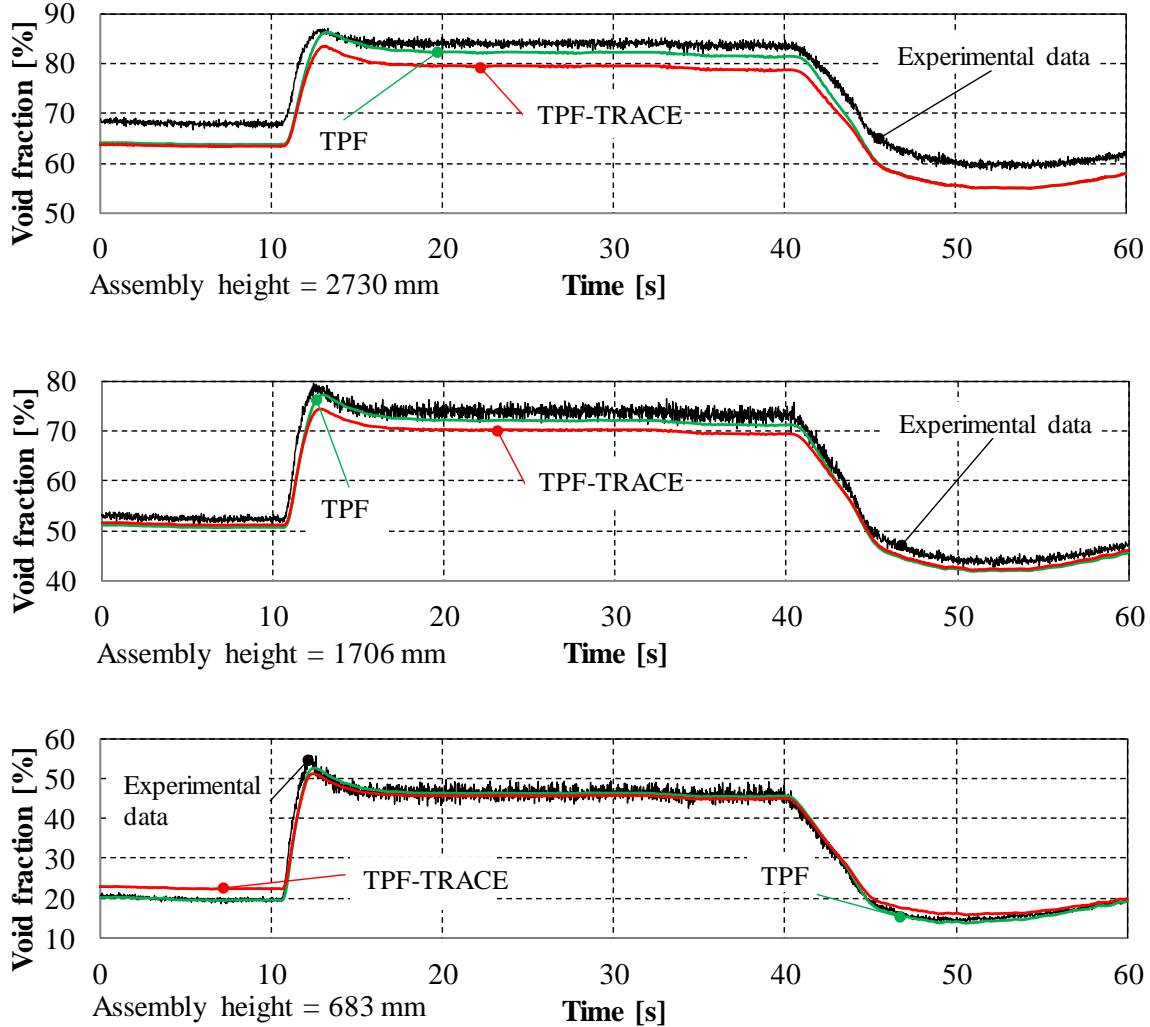 Void fraction [%]
90
80
70
60
50
Experimental data
TPF-TRACE
TPF
0
10
20
30
40
50
60
Assembly height = 2730 mm
Time [s]
Void fraction [%]
80
70
60
50
40
Experimental data
TPF-TRACE
TPF
0
10
20
30
40
50
60
Assembly height = 1706 mm
Time [s]
Void fraction [%]
60
50
40
30
20
10
Experimental
data
TPF-TRACE
TPF
0
10
20
30
40
50
60
Assembly height = 683 mm
Time [s]